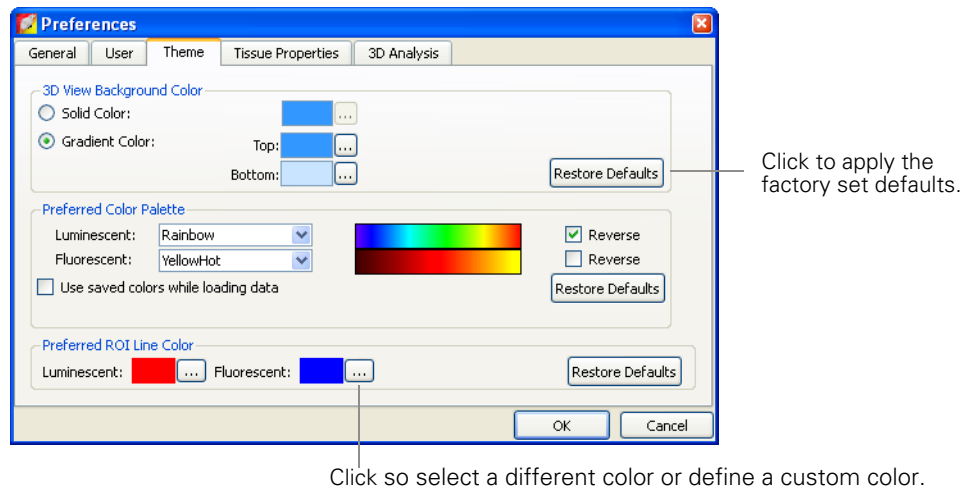 Preferences
General User Theme Tissue Properties 3D Analysis
3D View Background Color
Solid Color: ...
Gradient Color: Top: ...
Bottom: ... Restore Defaults
Click to apply the
factory set defaults.
Preferred Color Palette
Luminescent: Rainbow Reverse
Fluorescent: YellowHot Reverse
Use saved colors while loading data Restore Defaults
Preferred ROI Line Color
Luminescent: ... Fluorescent: ... Restore Defaults
OK Cancel
Click so select a different color or define a custom color.